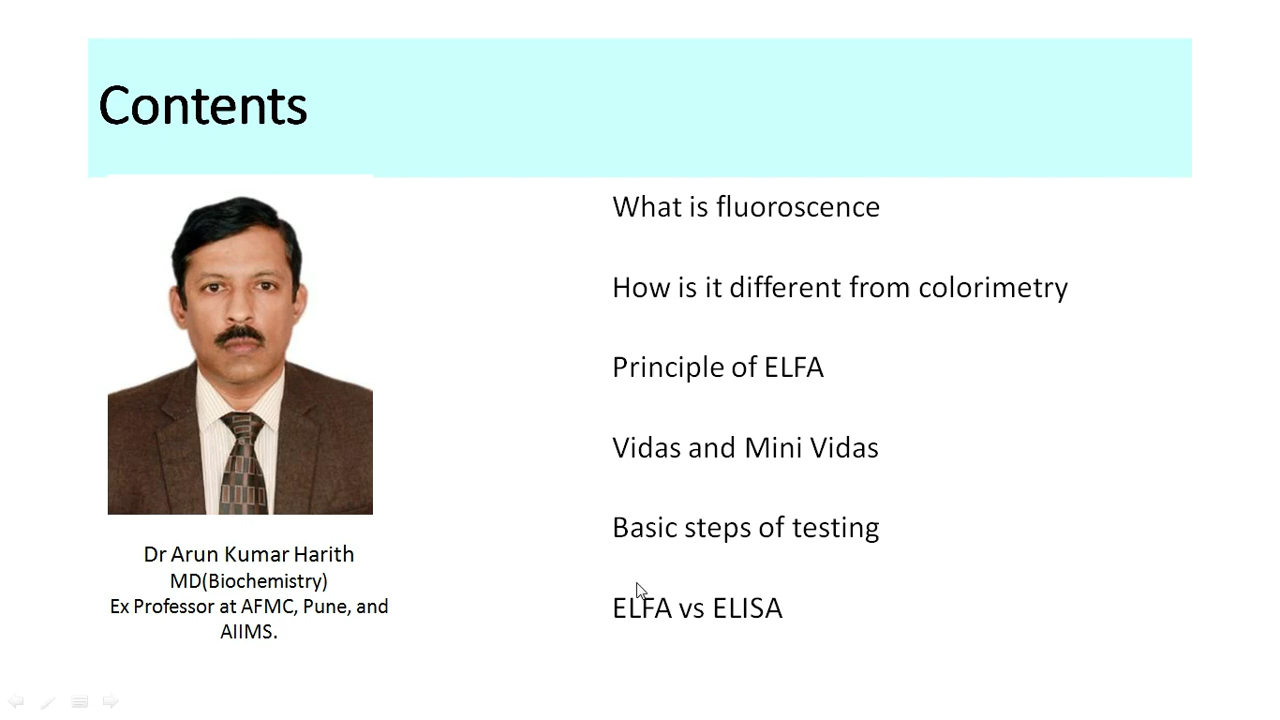 Contents
What is fluoroscence
How is it different from colorimetry
Principle of ELFA
Vidas and Mini Vidas
Basic steps of testing
ELFA vs ELISA
Dr Arun Kumar Harith
MD(Biochemistry)
Ex Professor at AFMC, Pune, and
AIIMS.